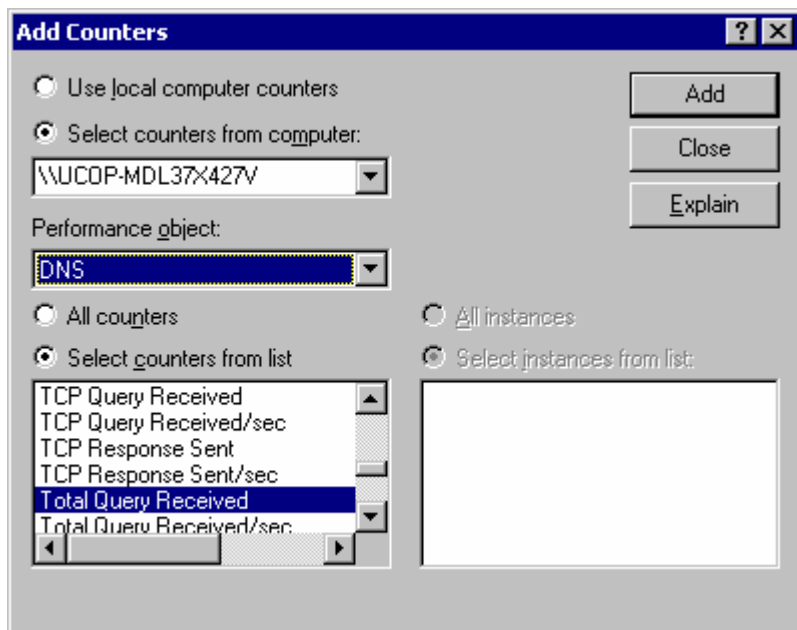 Add Counters
Use local computer counters
Select counters from computer:
\\UCOP-MDL37X427V
Performance object:
DNS
All counters
Select counters from list
TCP Query Received
TCP Query Received/sec
TCP Response Sent
TCP Response Sent/sec
Total Query Received
Total Query Received/sec
All instances
Select instances from list:
Add
Close
Explain